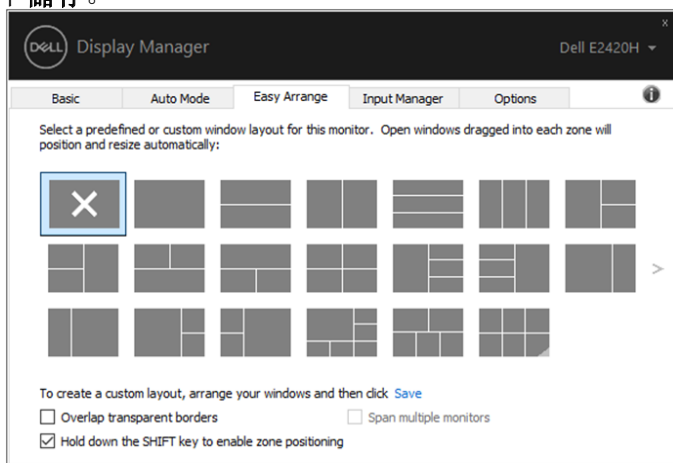 下儲存。
x
DELL Display Manager
Dell E2420H
Basic Auto Mode Easy Arrange Input Manager Options
Select a predefined or custom window layout for this monitor. Open windows dragged into each zone will
position and resize automatically:
To create a custom layout, arrange your windows and then click Save
Overlap transparent borders Span multiple monitors
Hold down the SHIFT key to enable zone positioning